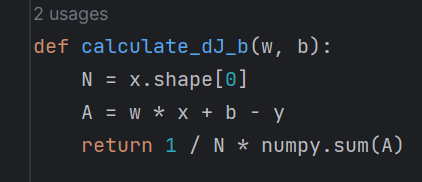 2 usages
def calculate_dJ_b(w, b):
    N = x.shape[0]
    A = w * x + b - y
    return 1 / N * numpy.sum(A)